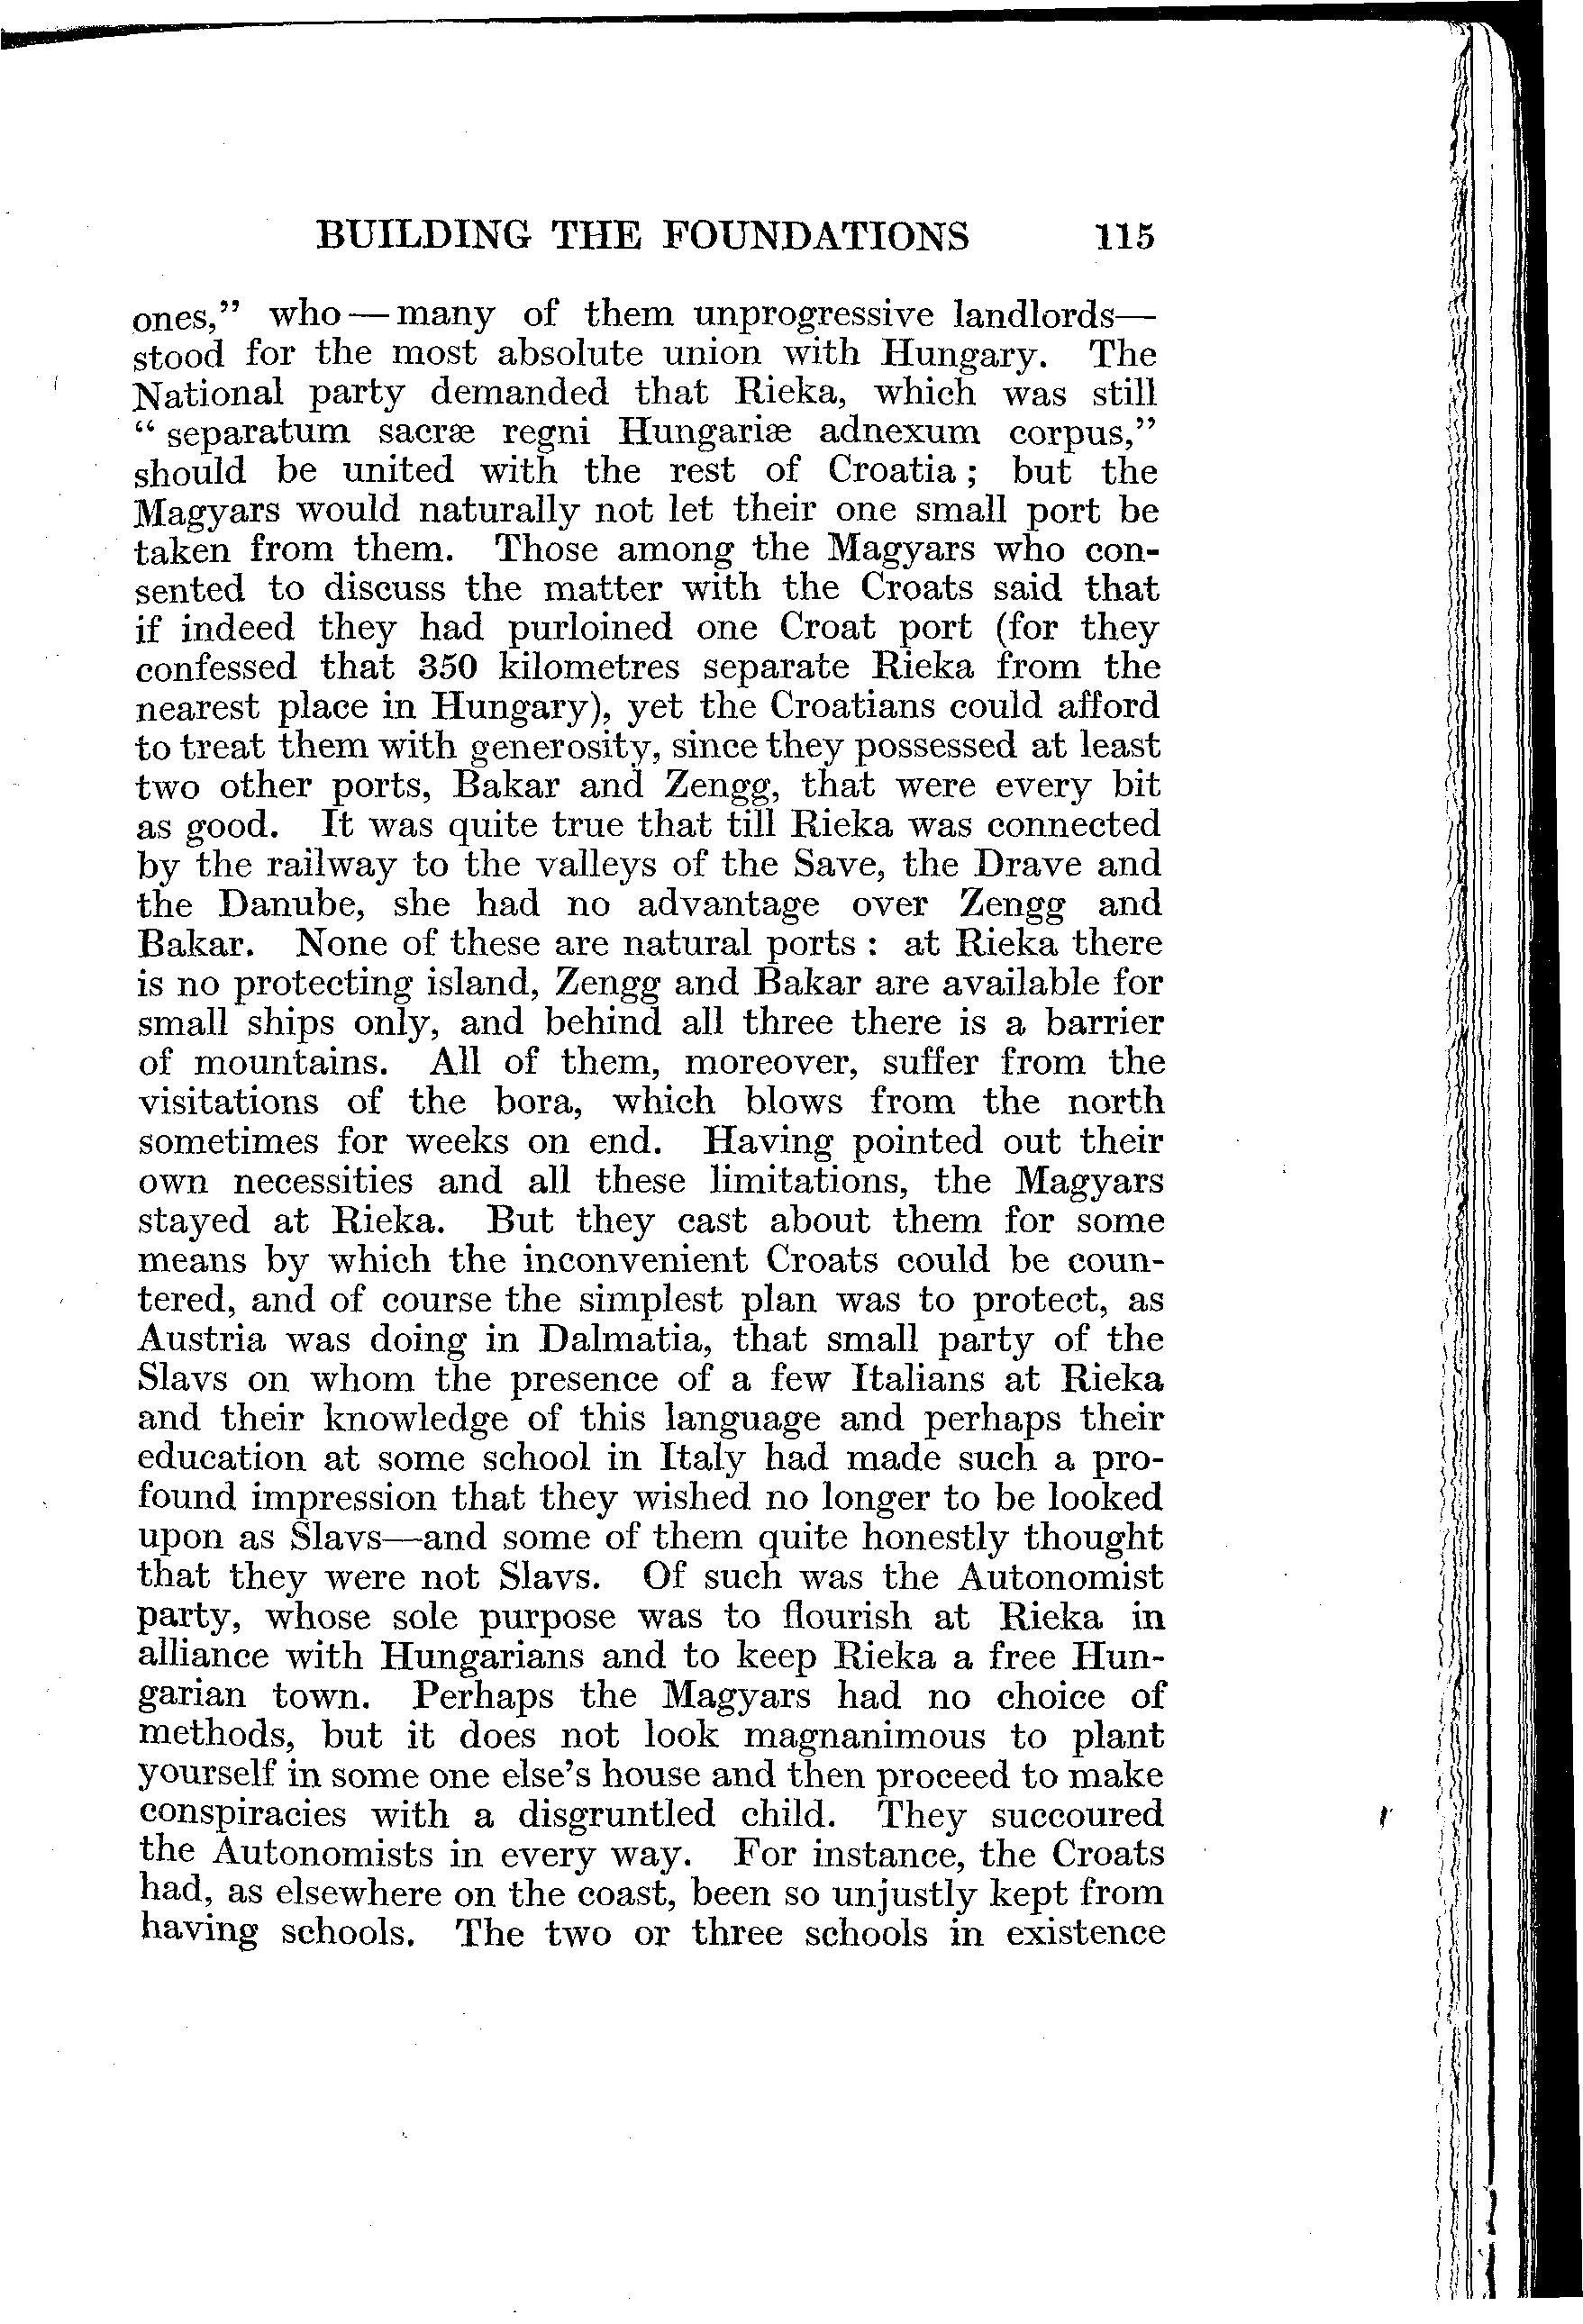 BUILDING THE FOUNDATIONS 115
ones,” who—many of them unprogressive landlords—
stood for the most absolute union with Hungary. The
National party demanded that Rieka, which was still
“ separatum sacræ regni Hungariæ adnexum corpus,”
should be united with the rest of Croatia ; but the
Magyars would naturally not let their one small port be
taken from them. Those among the Magyars who con-
sented to discuss the matter with the Croats said that
if indeed they had purloined one Croat port (for they
confessed that 350 kilometres separate Rieka from the
nearest place in Hungary), yet the Croatians could afford
to treat them with generosity, since they possessed at least
two other ports, Bakar and Zengg, that were every bit
as good. It was quite true that till Rieka was connected
by the railway to the valleys of the Save, the Drave and
the Danube, she had no advantage over Zengg and
Bakar. None of these are natural ports : at Rieka there
is no protecting island, Zengg and Bakar are available for
small ships only, and behind all three there is a barrier
of mountains. All of them, moreover, suffer from the
visitations of the bora, which blows from the north
sometimes for weeks on end. Having pointed out their
own necessities and all these limitations, the Magyars
stayed at Rieka. But they cast about them for some
means by which the inconvenient Croats could be coun-
tered, and of course the simplest plan was to protect, as
Austria was doing in Dalmatia, that small party of the
Slavs on whom the presence of a few Italians at Rieka
and their knowledge of this language and perhaps their
education at some school in Italy had made such a pro-
found impression that they wished no longer to be looked
upon as Slavs—and some of them quite honestly thought
that they were not Slavs. Of such was the Autonomist
party, whose sole purpose was to flourish at Rieka in
alliance with Hungarians and to keep Rieka a free Hun-
garian town. Perhaps the Magyars had no choice of
methods, but it does not look magnanimous to plant
yourself in some one else’s house and then proceed to make
conspiracies with a disgruntled child. They succoured
the Autonomists in every way. For instance, the Croats
had, as elsewhere on the coast, been so unjustly kept from
having schools. The two or three schools in existence